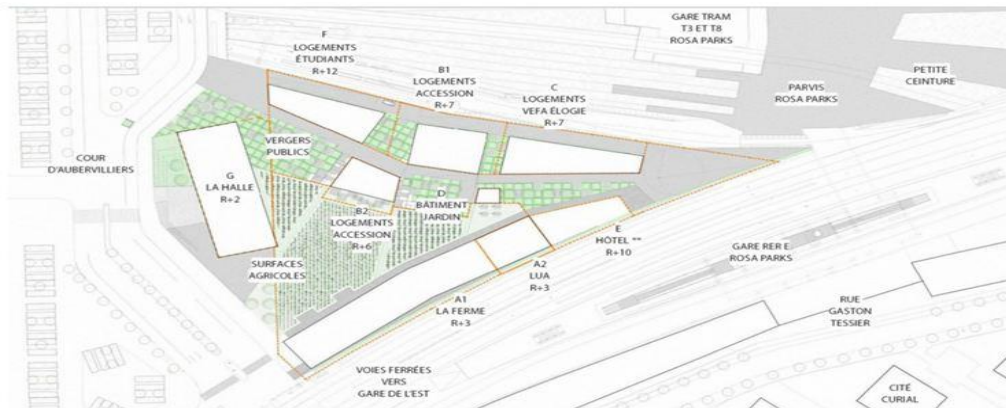 GARE TRAM
T3 ET T8
ROSA PARKS
F
LOGEMENTS
ÉTUDIANTS
R+12
B1
LOGEMENTS
ACCESSION
R+7
C
LOGEMENTS
VEFA ÉLOGIE
R+7
PARVIS
ROSA PARKS
PETITE
CEINTURE
COUR
D'AUBERVILLIERS
VERGERS
PUBLICS
G
LA HALLE
R+2
D
BÂTIMENT
JARDIN
B2
LOGEMENTS
ACCESSION
R+6
SURFACES
AGRICOLES
E
HÔTEL **
R+10
GARE RER E
ROSA PARKS
A2
LUA
R+3
A1
LA FERME
R+3
RUE
GASTON
TESSIER
VOIES FERRÉES
VERS
GARE DE L'EST
CITÉ
CURIAL